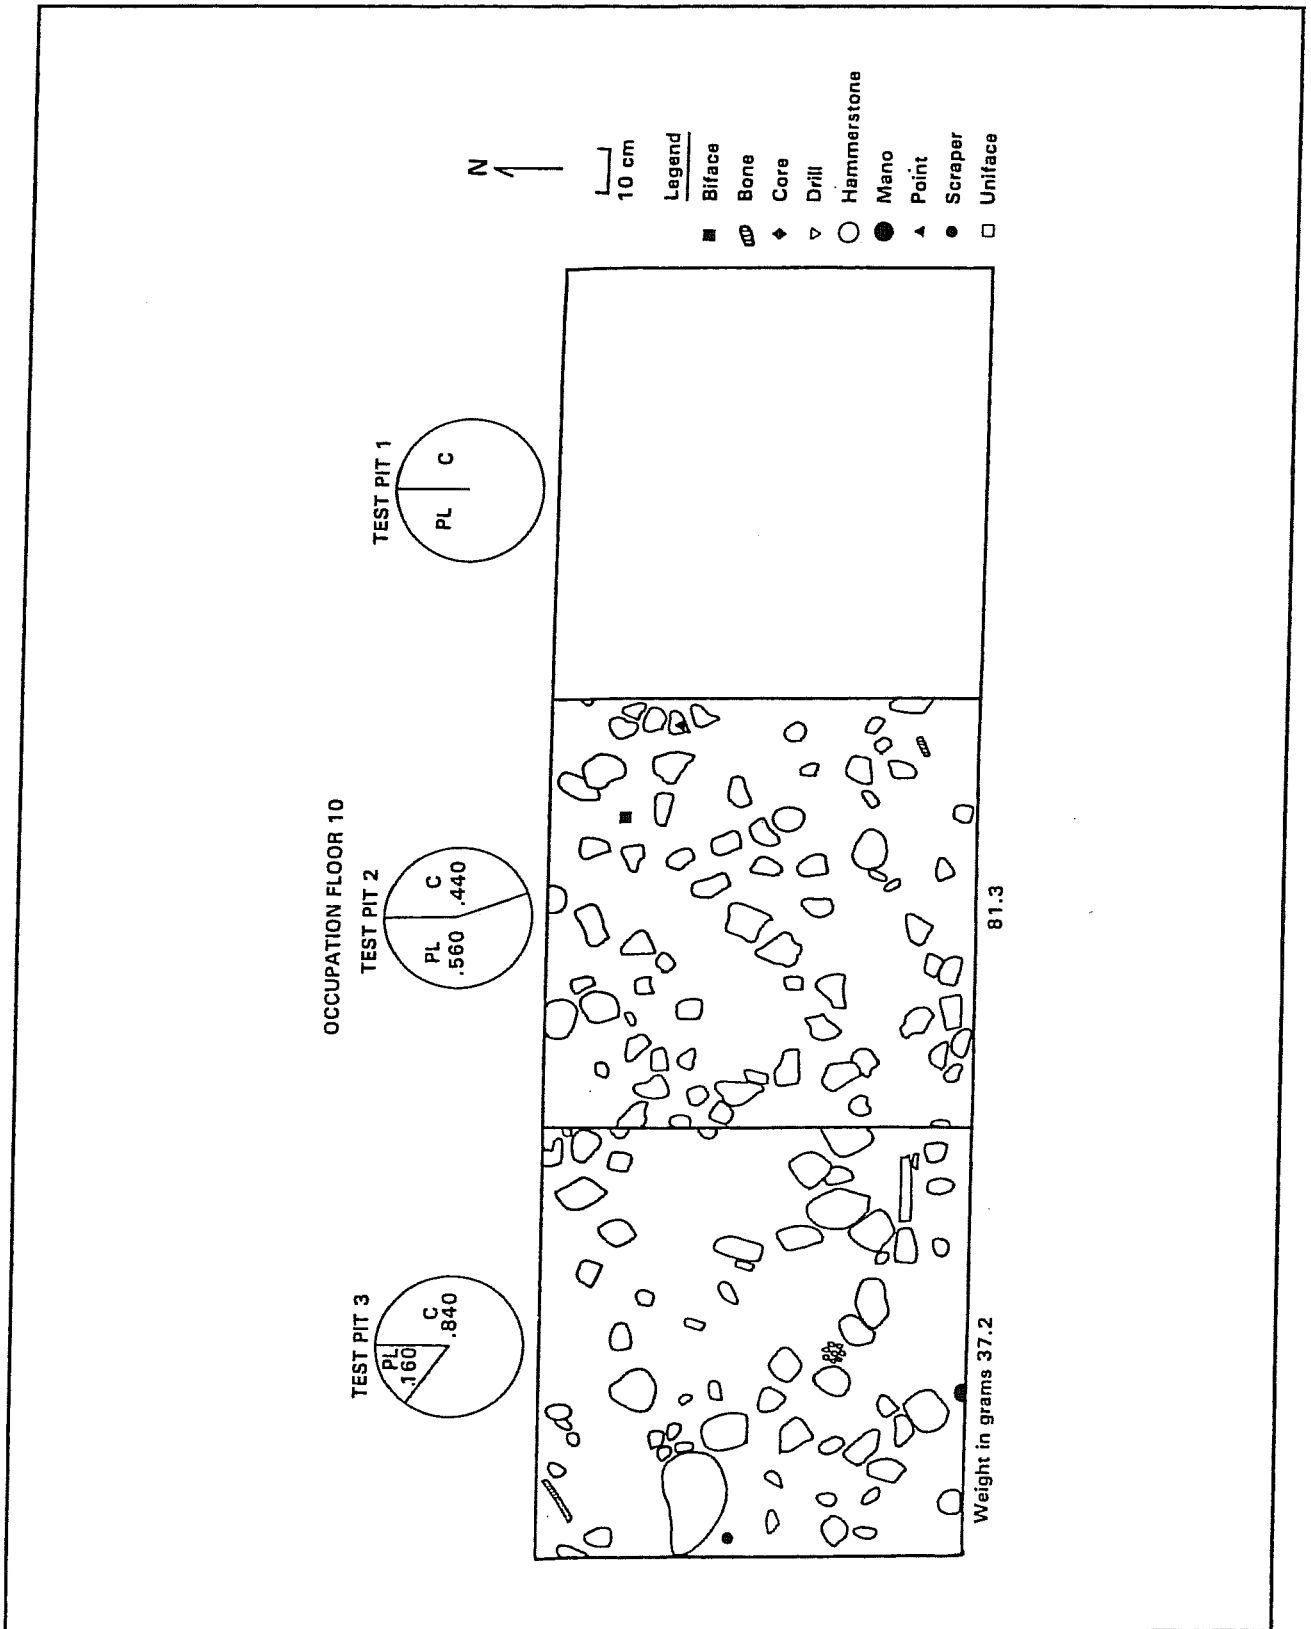 OCCUPATION FLOOR 10
TEST PIT 3
PL
.160
C
.840
TEST PIT 2
PL
.560
C
.440
TEST PIT 1
PL
C
N
10 cm
Legend
Biface
Bone
Core
Drill
Hammerstone
Mano
Point
Scraper
Uniface
Weight in grams 37.2
81.3